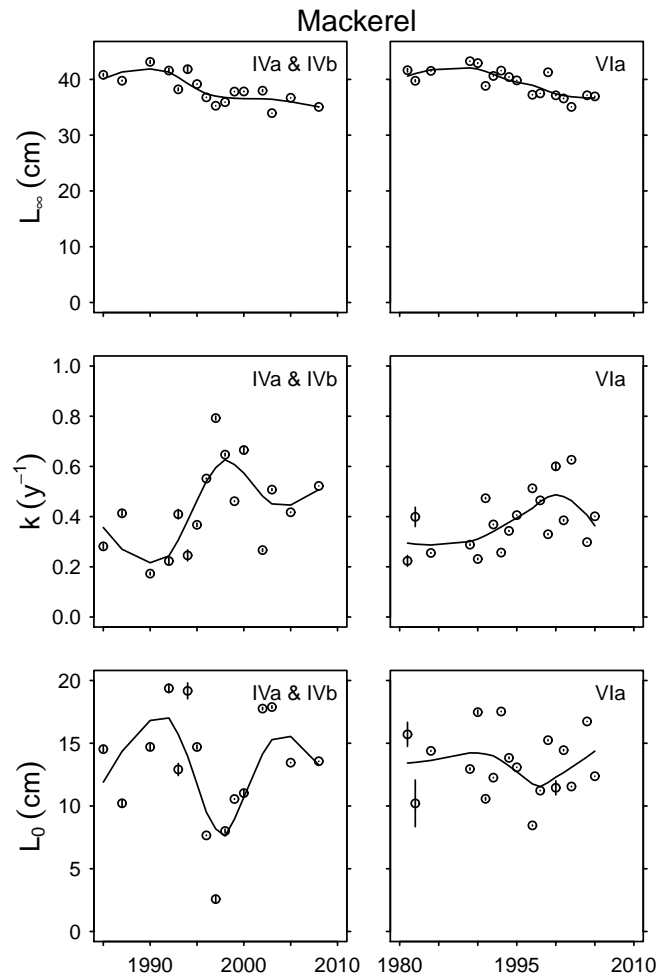 Mackerel
IVa & IVb
VIa
L∞ (cm)
40
30
20
10
0
IVa & IVb
VIa
k (y⁻¹)
1.0
0.8
0.6
0.4
0.2
0.0
IVa & IVb
VIa
L₀ (cm)
20
15
10
5
0
1990 2000 2010
1980 1995 2010